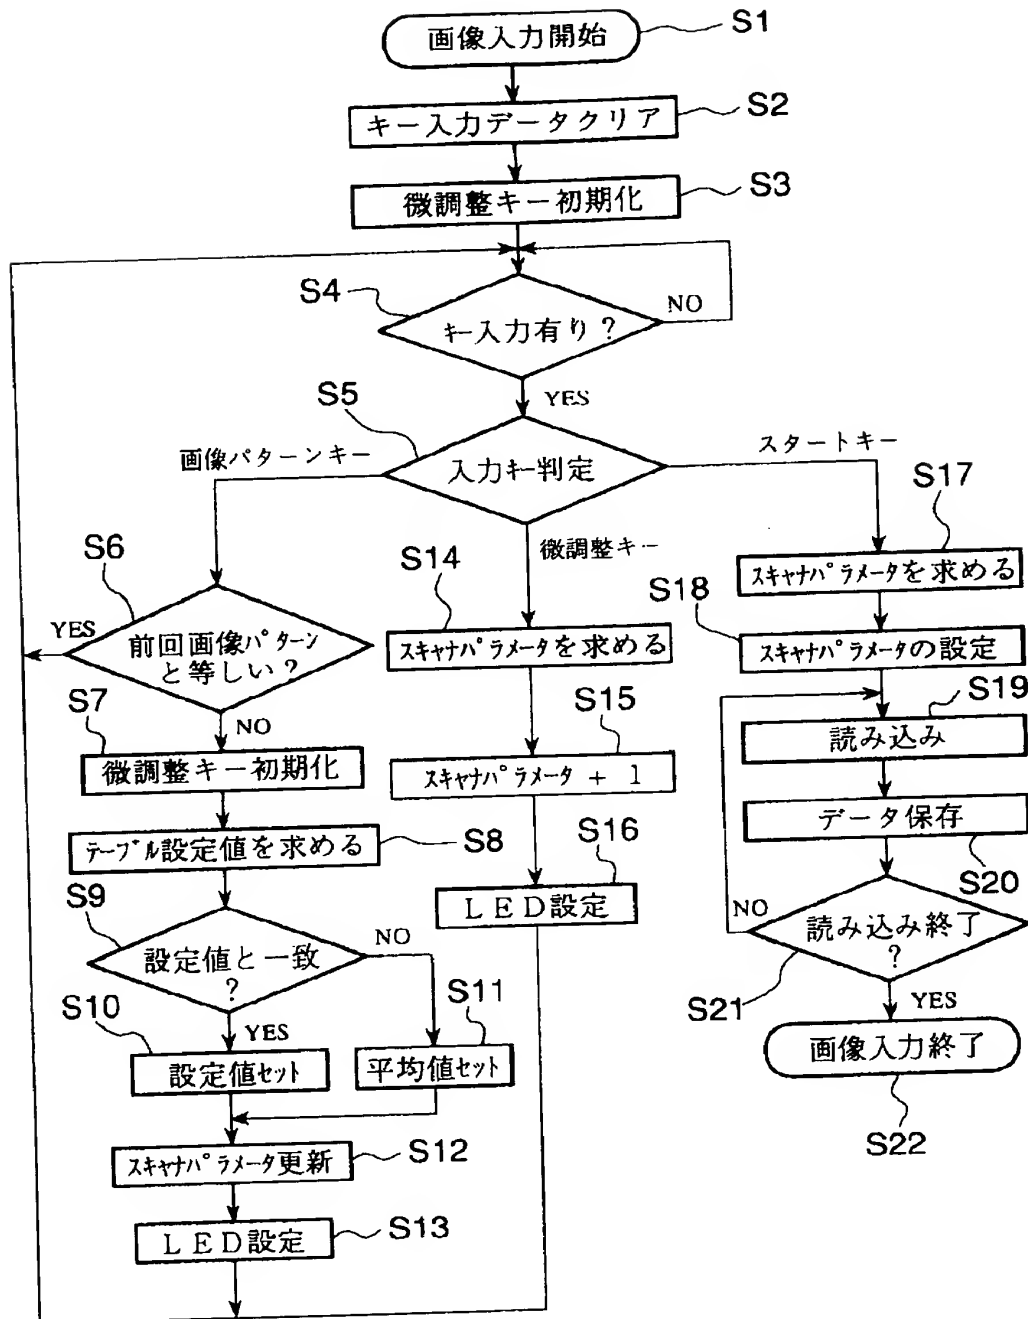 画像入力開始
S1
キー入力データクリア
S2
微調整キー初期化
S3
S4
キー入力有り?
NO
YES
S5
入力キー判定
画像パターンキー
スタートキー
微調整キー
S6
YES
前回画像パターン
と等しい?
NO
S7
微調整キー初期化
テーブル設定値を求める
S8
S9
設定値と一致
?
NO
YES
S10
設定値セット
S11
平均値セット
スキャナパラメータ更新
S12
LED設定
S13
S14
スキャナパラメータを求める
S15
スキャナパラメータ + 1
S16
LED設定
S17
スキャナパラメータを求める
S18
スキャナパラメータの設定
S19
読み込み
データ保存
S20
NO
読み込み終了
?
S21
YES
画像入力終了
S22